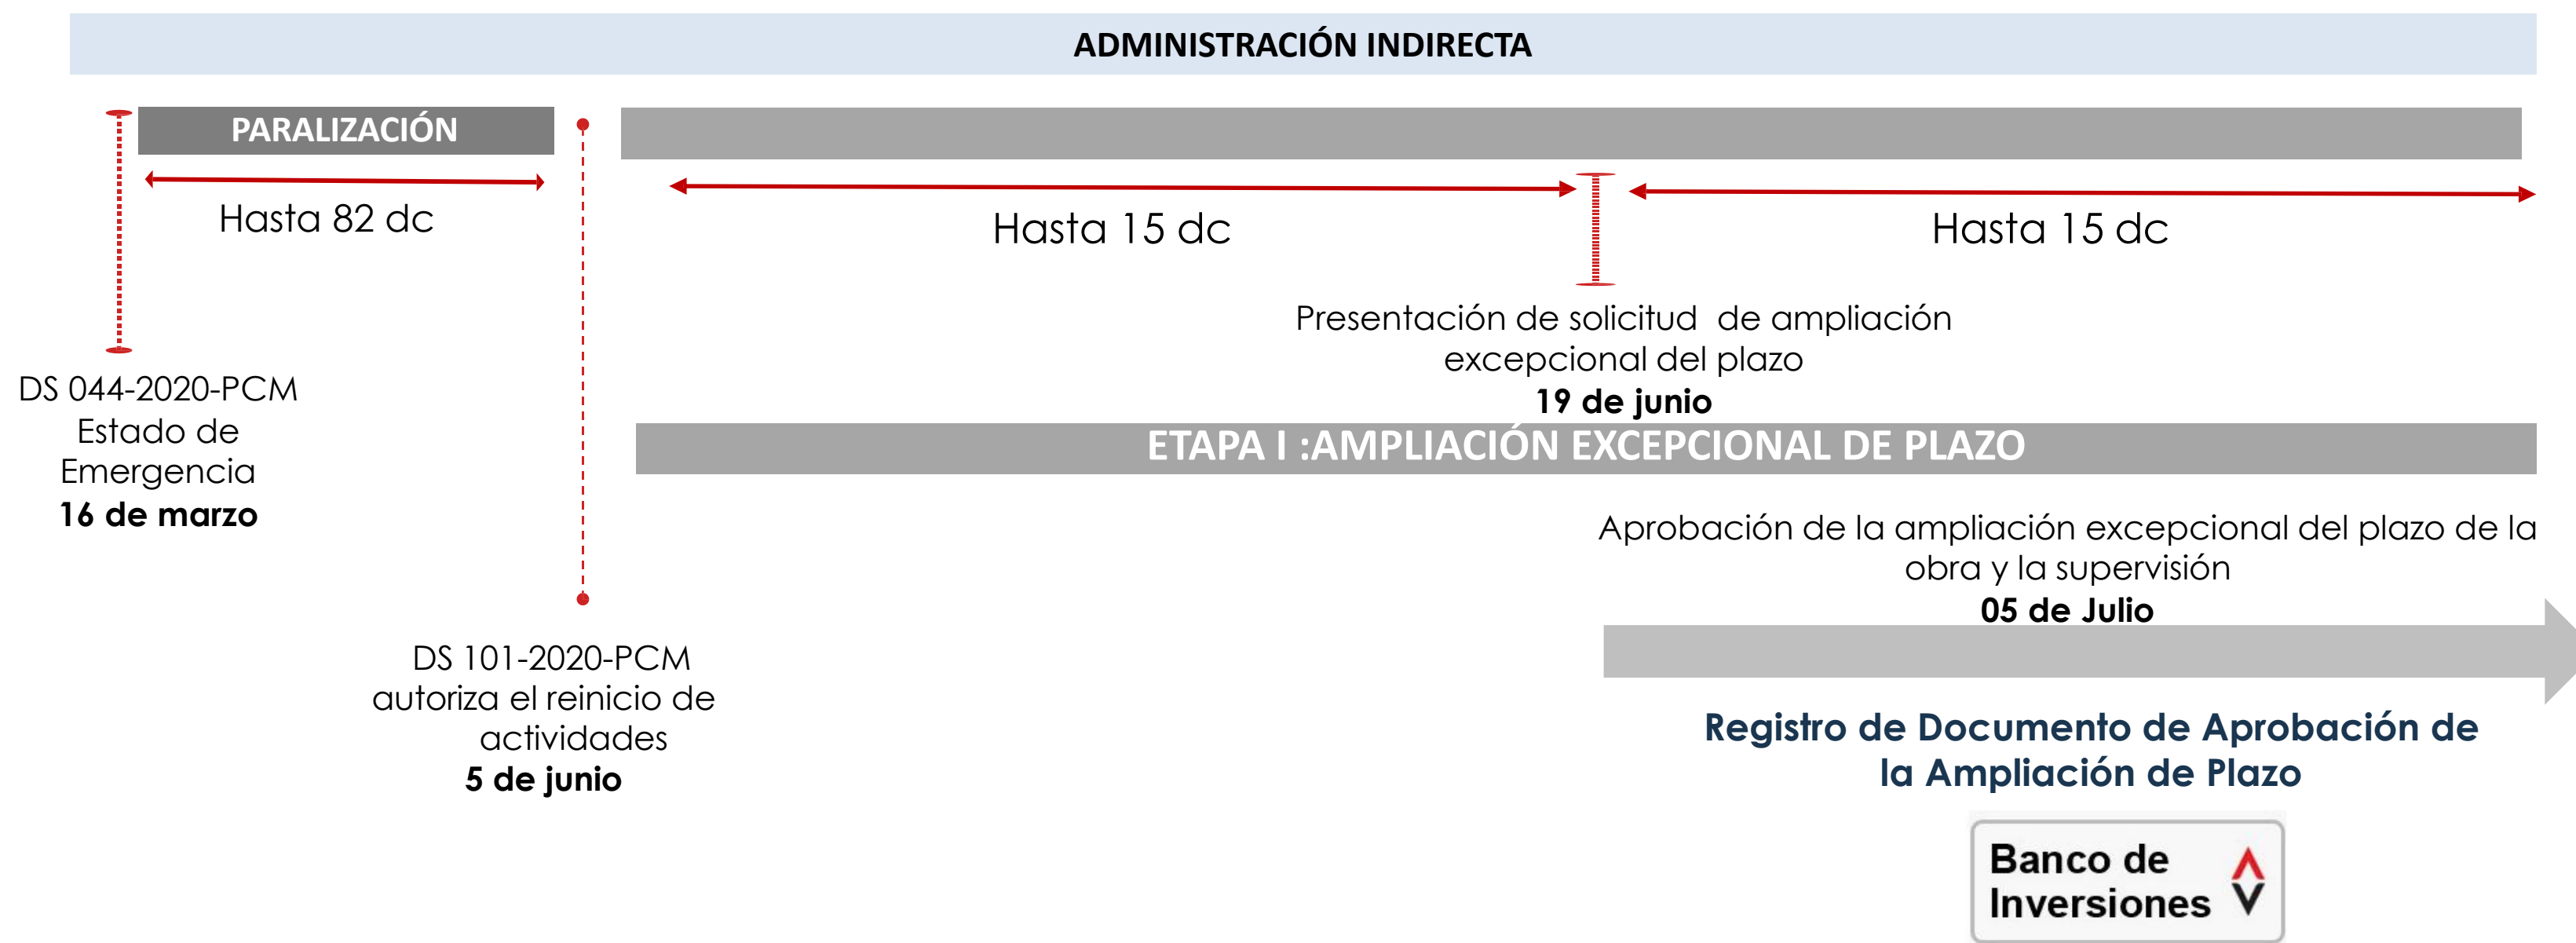 ADMINISTRACIÓN INDIRECTA
PARALIZACIÓN
Hasta 82 dc
Hasta 15 dc
Hasta 15 dc
Presentación de solicitud de ampliación
excepcional del plazo
19 de junio
DS 044-2020-PCM
Estado de
Emergencia
16 de marzo
ETAPA I :AMPLIACIÓN EXCEPCIONAL DE PLAZO
Aprobación de la ampliación excepcional del plazo de la
obra y la supervisión
05 de Julio
DS 101-2020-PCM
autoriza el reinicio de
actividades
5 de junio
Registro de Documento de Aprobación de
la Ampliación de Plazo
Banco de
Inversiones